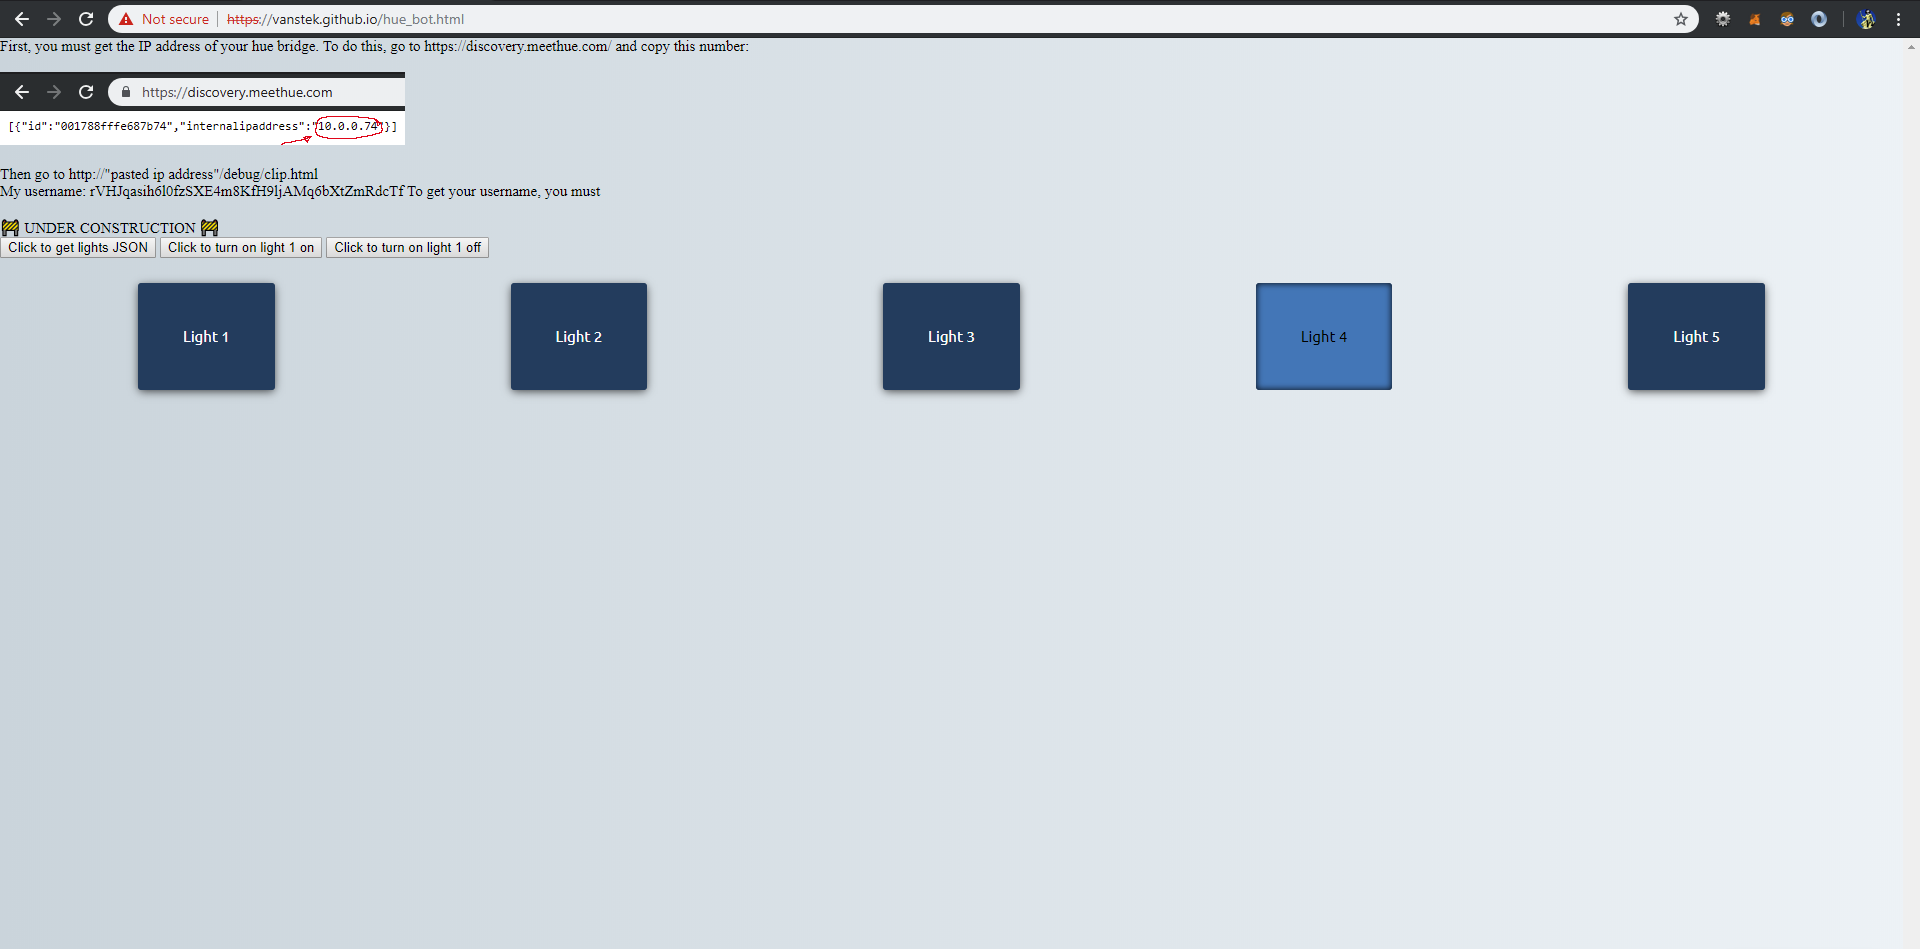 Not secure | https://vanstek.github.io/hue_bot.html
First, you must get the IP address of your hue bridge. To do this, go to https://discovery.meethue.com/ and copy this number:
https://discovery.meethue.com
[{"id":"001788fffe687b74","internalipaddress":"10.0.0.74"}]
Then go to http://"pasted ip address"/debug/clip.html
My username: rVHJqasih6l0fzSXE4m8KfH9ljAMq6bXtZmRdcTf To get your username, you must
🚧 UNDER CONSTRUCTION 🚧
Click to get lights JSON Click to turn on light 1 on Click to turn on light 1 off
Light 1 Light 2 Light 3 Light 4 Light 5